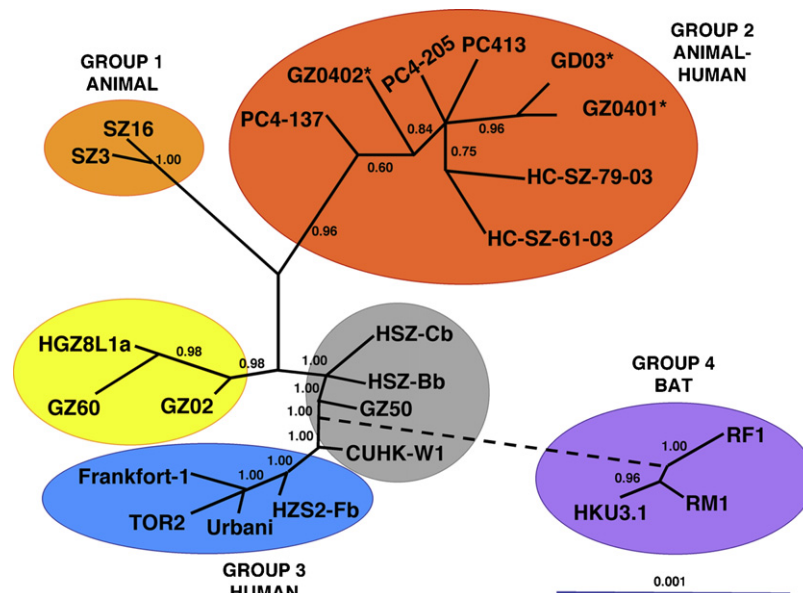 GROUP 1
ANIMAL
GROUP 2
ANIMAL-
HUMAN
SZ16
SZ3
1.00
PC4-137
GZ0402*
PC4-205
PC413
GD03*
GZ0401*
0.84
0.96
0.60
0.75
HC-SZ-79-03
HC-SZ-61-03
0.96
HGZ8L1a
0.98
0.98
GZ60
GZ02
1.00
HSZ-Cb
HSZ-Bb
1.00
GZ50
1.00
1.00
CUHK-W1
GROUP 4
BAT
1.00
RF1
0.96
HKU3.1
RM1
Frankfort-1
1.00
1.00
TOR2
Urbani
HZS2-Fb
GROUP 3
HUMAN
0.001